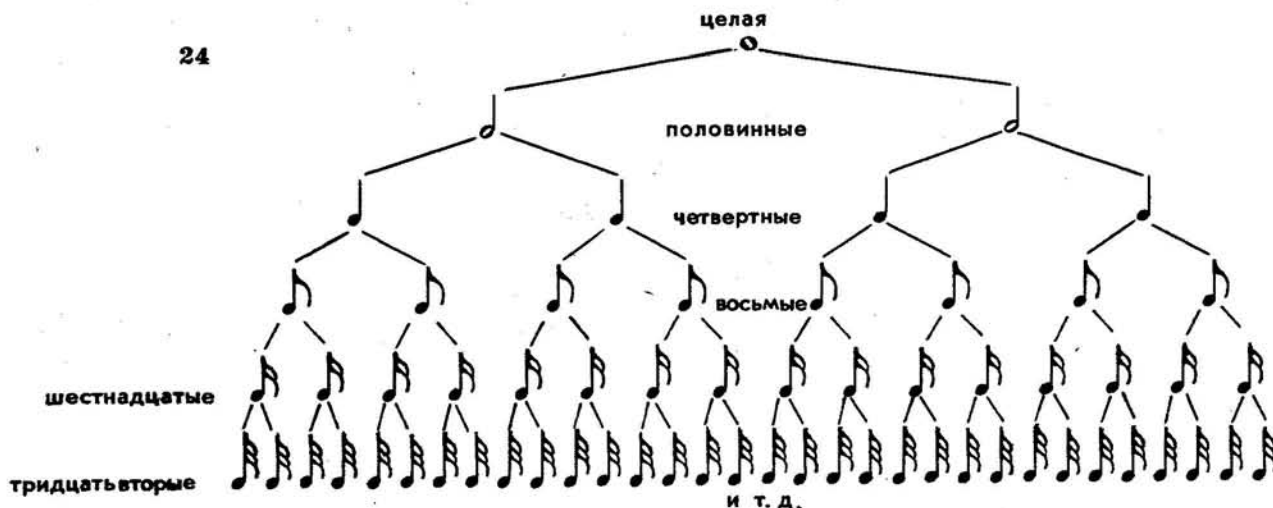 целая
24
половинные
четвертные
восьмые
шестнадцатые
тридцатьвторые
и т. д.